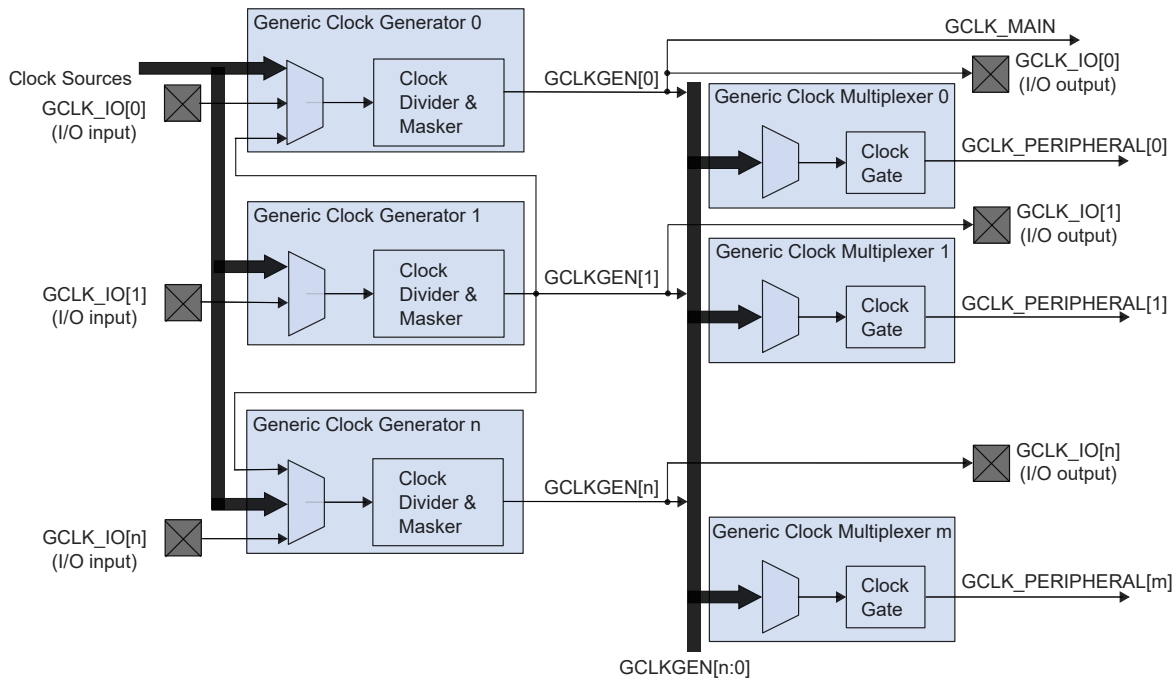 Generic Clock Generator 0
Clock Sources
GCLK_IO[0]
(I/O input)
Clock
Divider &
Masker
GCLKGEN[0]
GCLK_MAIN
GCLK_IO[0]
(I/O output)
Generic Clock Multiplexer 0
Clock
Gate
GCLK_PERIPHERAL[0]
Generic Clock Generator 1
GCLK_IO[1]
(I/O input)
Clock
Divider &
Masker
GCLKGEN[1]
GCLK_IO[1]
(I/O output)
Generic Clock Multiplexer 1
Clock
Gate
GCLK_PERIPHERAL[1]
Generic Clock Generator n
GCLK_IO[n]
(I/O input)
Clock
Divider &
Masker
GCLKGEN[n]
GCLK_IO[n]
(I/O output)
Generic Clock Multiplexer m
Clock
Gate
GCLK_PERIPHERAL[m]
GCLKGEN[n:0]